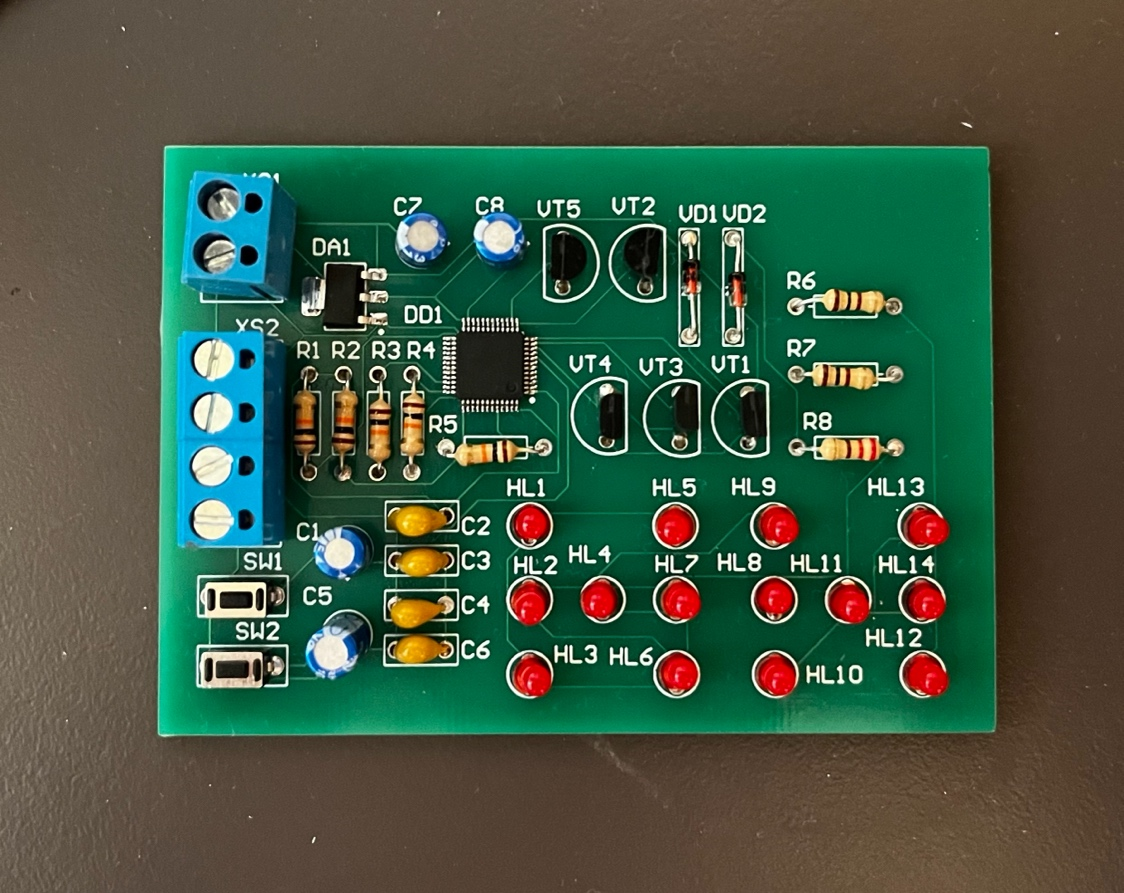 C7 C8 VT5 VT2 VD1 VD2
DA1
R6
DD1
XS2
R1 R2 R3 R4
R7
VT4 VT3 VT1
R5
R8
HL1 HL5 HL9 HL13
C1
C2
SW1
C3
HL2 HL4 HL7 HL8 HL11 HL14
C5
C4
SW2
HL12
C6
HL3 HL6
HL10